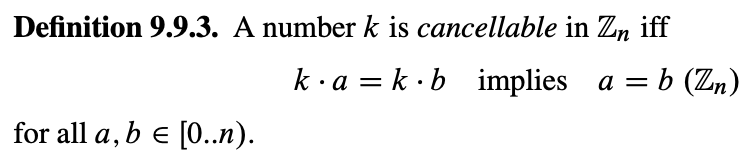 Definition 9.9.3. A number k is cancellable in ℤₙ iff
k · a = k · b implies a = b (ℤₙ)
for all a, b ∈ [0..n).